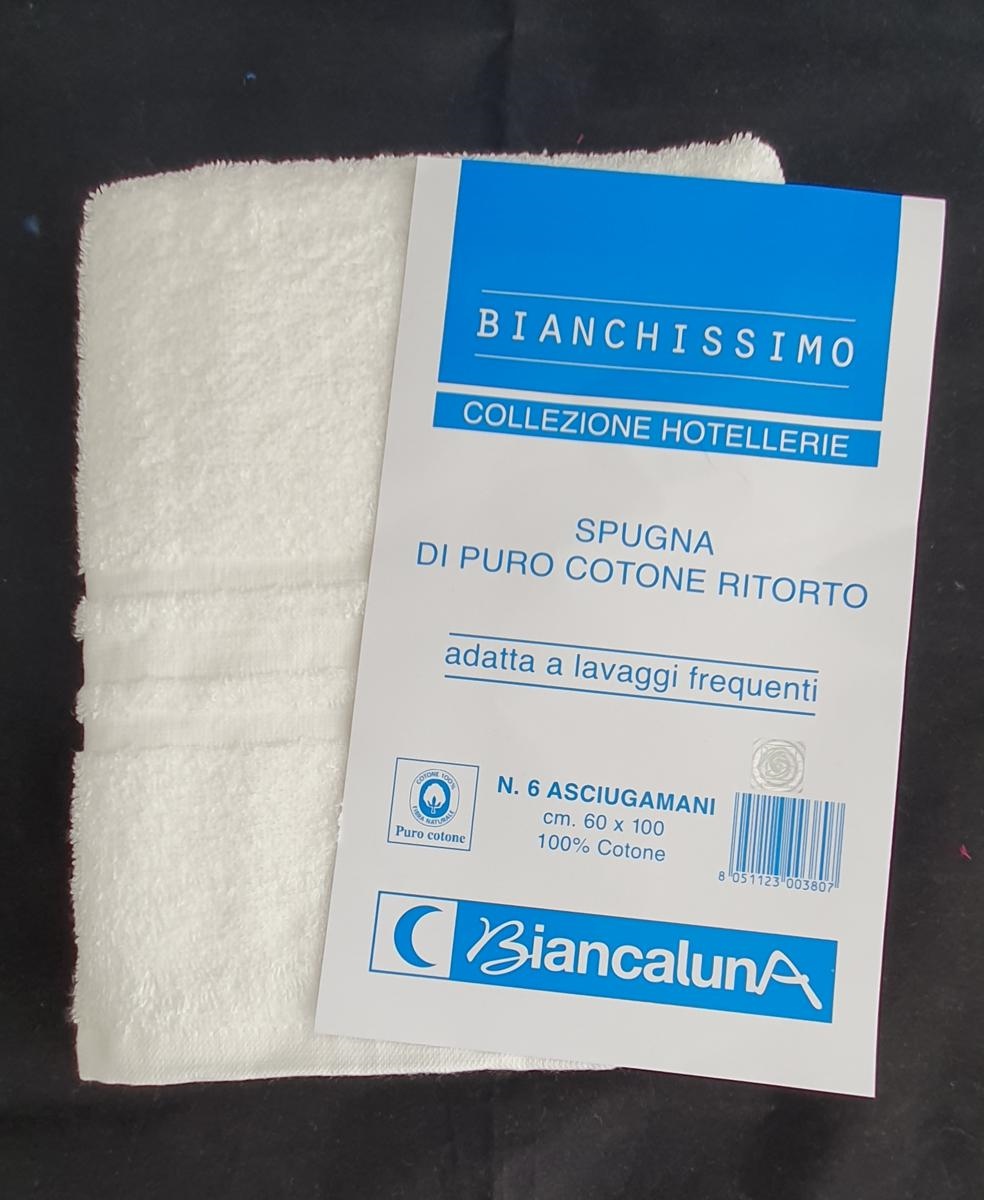 BIANCHISSIMO
COLLEZIONE HOTELLERIE
SPUGNA
DI PURO COTONE RITORTO
adatta a lavaggi frequenti
COTONE 100%
FIBRA NATURALE
Puro cotone
N. 6 ASCIUGAMANI
cm. 60 x 100
100% Cotone
8 051123 003807
BiancalunA